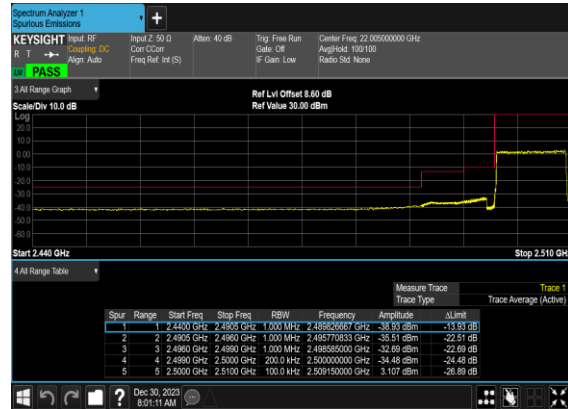 Spectrum Analyzer 1
Spurious Emissions
KEYSIGHT Input: RF Input Z: 50 Ω Atten: 40 dB Trig: Free Run Center Freq: 22.005000000 GHz
R T Coupling: DC Corr CCorr Gate: Off Avg|Hold: 100/100
Align: Auto Freq Ref: Int (S) IF Gain: Low Radio Std: None
LW PASS
3 All Range Graph
Ref Lvl Offset 8.60 dB
Scale/Div 10.0 dB Ref Value 30.00 dBm
Log
20.0
10.0
0.00
-10.0
-20.0
-30.0
-40.0
-50.0
-60.0
Start 2.440 GHz Stop 2.510 GHz
4 All Range Table
Measure Trace Trace 1
Trace Type Trace Average (Active)
Spur Range Start Freq Stop Freq RBW Frequency Amplitude ΔLimit
1 1 2.4400 GHz 2.4905 GHz 1.000 MHz 2.489826667 GHz -38.93 dBm -13.93 dB
2 2 2.4905 GHz 2.4960 GHz 1.000 MHz 2.495770833 GHz -35.51 dBm -22.51 dB
3 3 2.4960 GHz 2.4990 GHz 1.000 MHz 2.498585000 GHz -32.69 dBm -22.69 dB
4 4 2.4990 GHz 2.5000 GHz 200.0 kHz 2.500000000 GHz -34.48 dBm -24.48 dB
5 5 2.5000 GHz 2.5100 GHz 100.0 kHz 2.509150000 GHz 3.107 dBm -26.89 dB
? Dec 30, 2023
8:01:11 AM